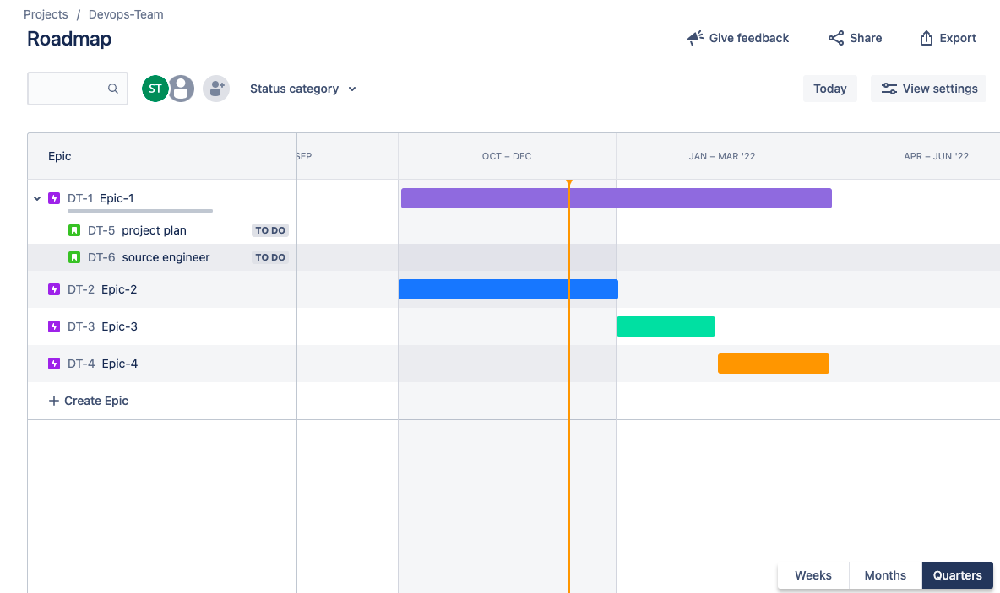 Projects / Devops-Team
Roadmap
Give feedback
Share
Export
ST
Status category
Today
View settings
Epic
SEP
OCT – DEC
JAN – MAR '22
APR – JUN '22
DT-1 Epic-1
DT-5 project plan TO DO
DT-6 source engineer TO DO
DT-2 Epic-2
DT-3 Epic-3
DT-4 Epic-4
+ Create Epic
Weeks
Months
Quarters